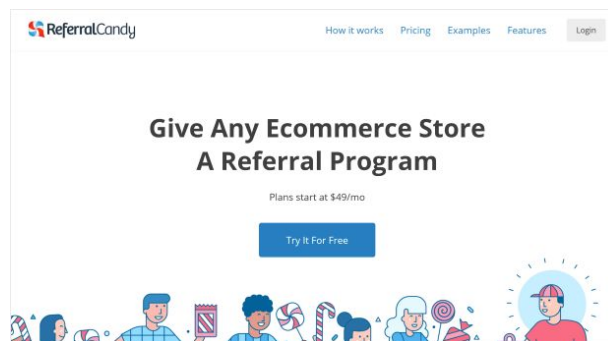 ReferralCandy
How it works Pricing Examples Features Login
Give Any Ecommerce Store
A Referral Program
Plans start at $49/mo
Try It For Free